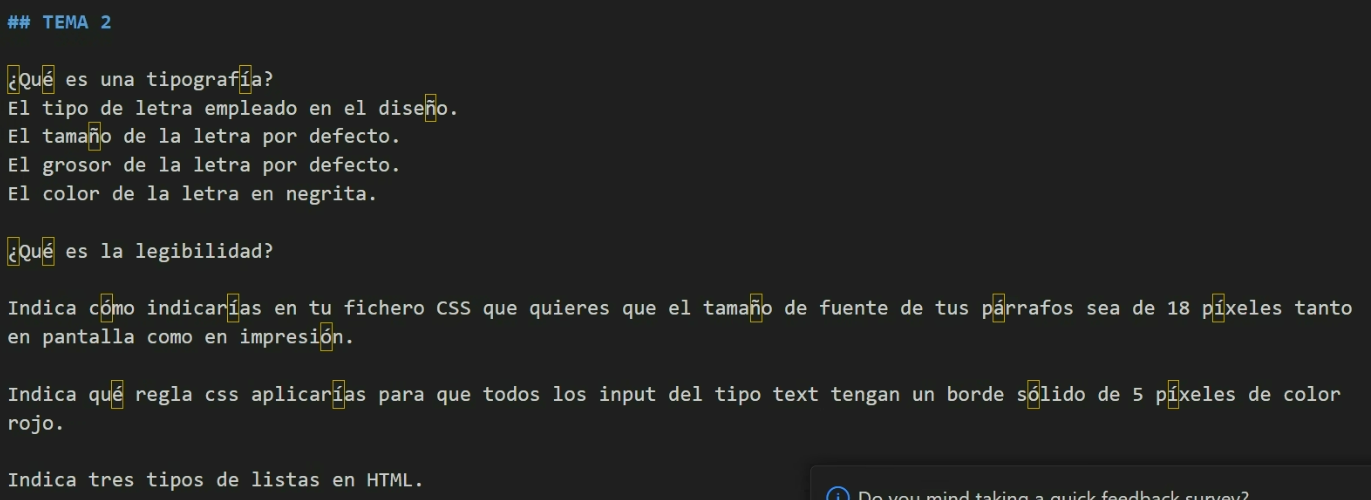 ## TEMA 2
¿Qué es una tipografía?
El tipo de letra empleado en el diseño.
El tamaño de la letra por defecto.
El grosor de la letra por defecto.
El color de la letra en negrita.
¿Qué es la legibilidad?
Indica cómo indicarías en tu fichero CSS que quieres que el tamaño de fuente de tus párrafos sea de 18 píxeles tanto
en pantalla como en impresión.
Indica qué regla css aplicarías para que todos los input del tipo text tengan un borde sólido de 5 píxeles de color
rojo.
Indica tres tipos de listas en HTML.
Do you mind taking a quick feedback survey?